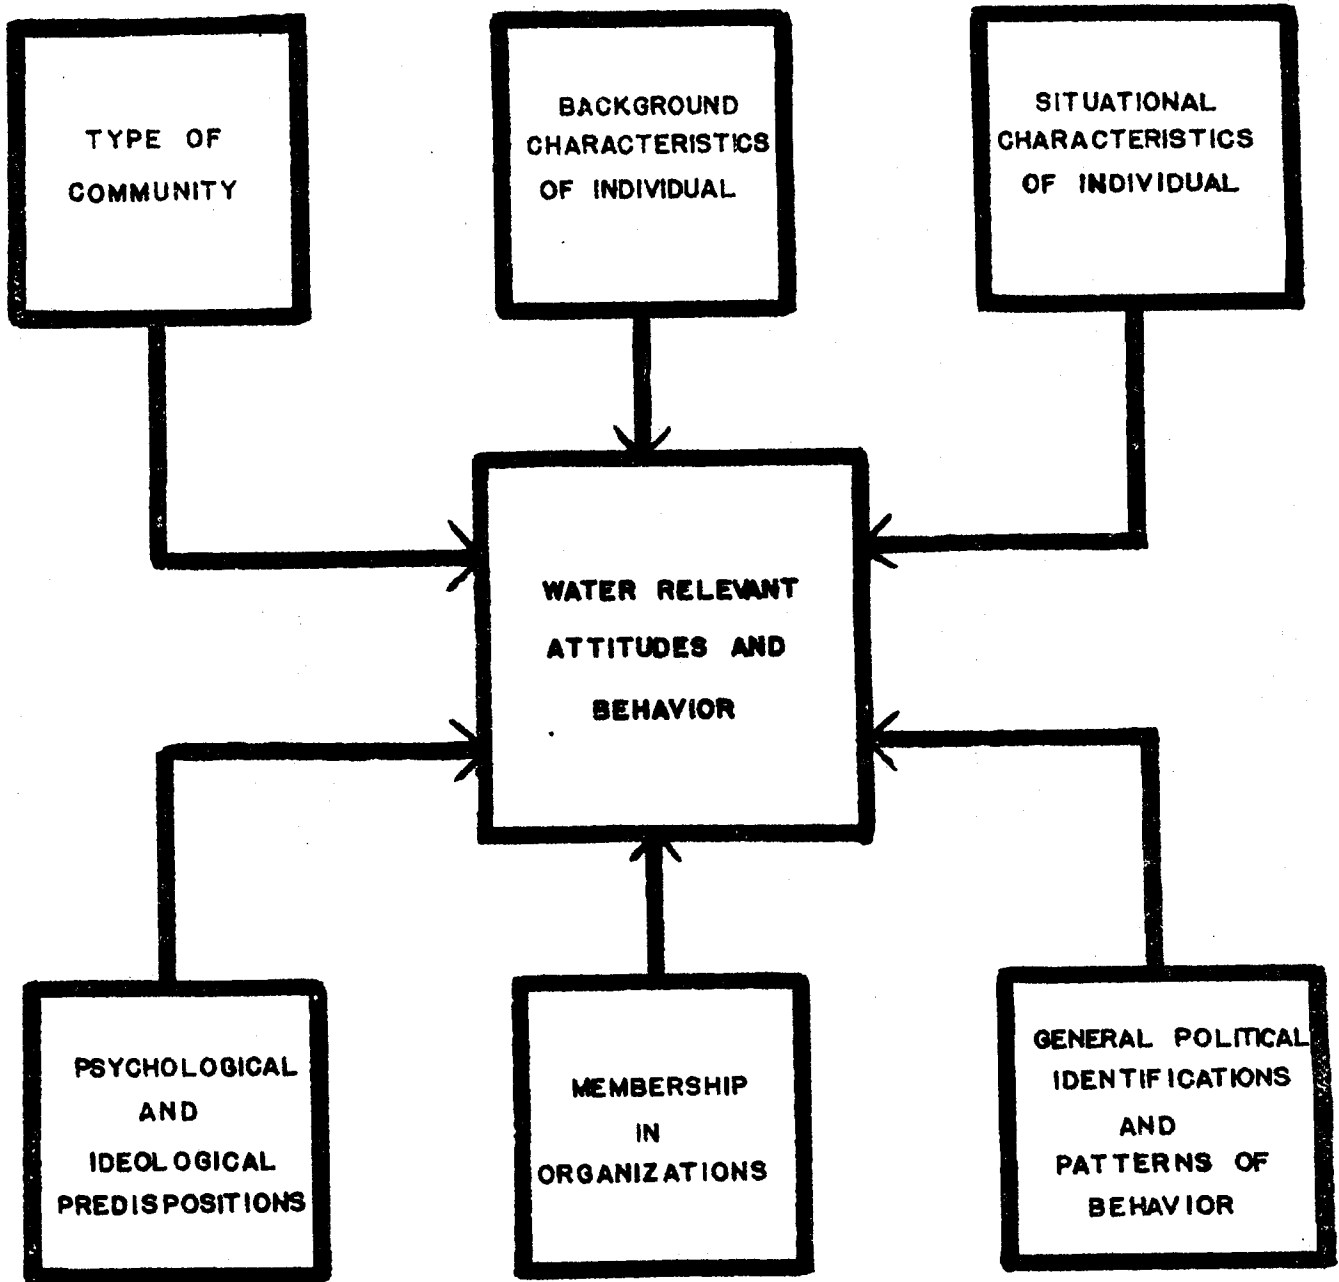 TYPE OF
COMMUNITY
BACKGROUND
CHARACTERISTICS
OF INDIVIDUAL
SITUATIONAL
CHARACTERISTICS
OF INDIVIDUAL
WATER RELEVANT
ATTITUDES AND
BEHAVIOR
PSYCHOLOGICAL
AND
IDEOLOGICAL
PREDISPOSITIONS
MEMBERSHIP
IN
ORGANIZATIONS
GENERAL POLITICAL
IDENTIFICATIONS
AND
PATTERNS OF
BEHAVIOR